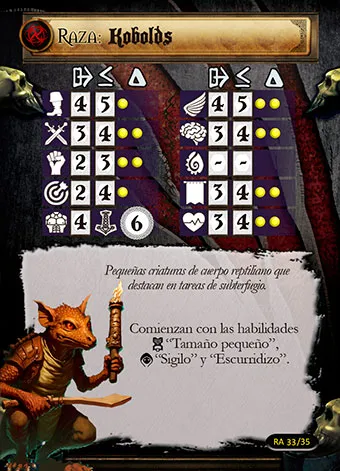 Raza: Kobolds
4 5 4 5
3 4 3 4
2 3 - -
2 4 3 4
4 6 3 4
Pequeñas criaturas de cuerpo reptiliano que
destacan en tareas de subterfugio.
Comienzan con las habilidades
“Tamaño pequeño”,
“Sigilo” y “Escurridizo”.
RA 33/35